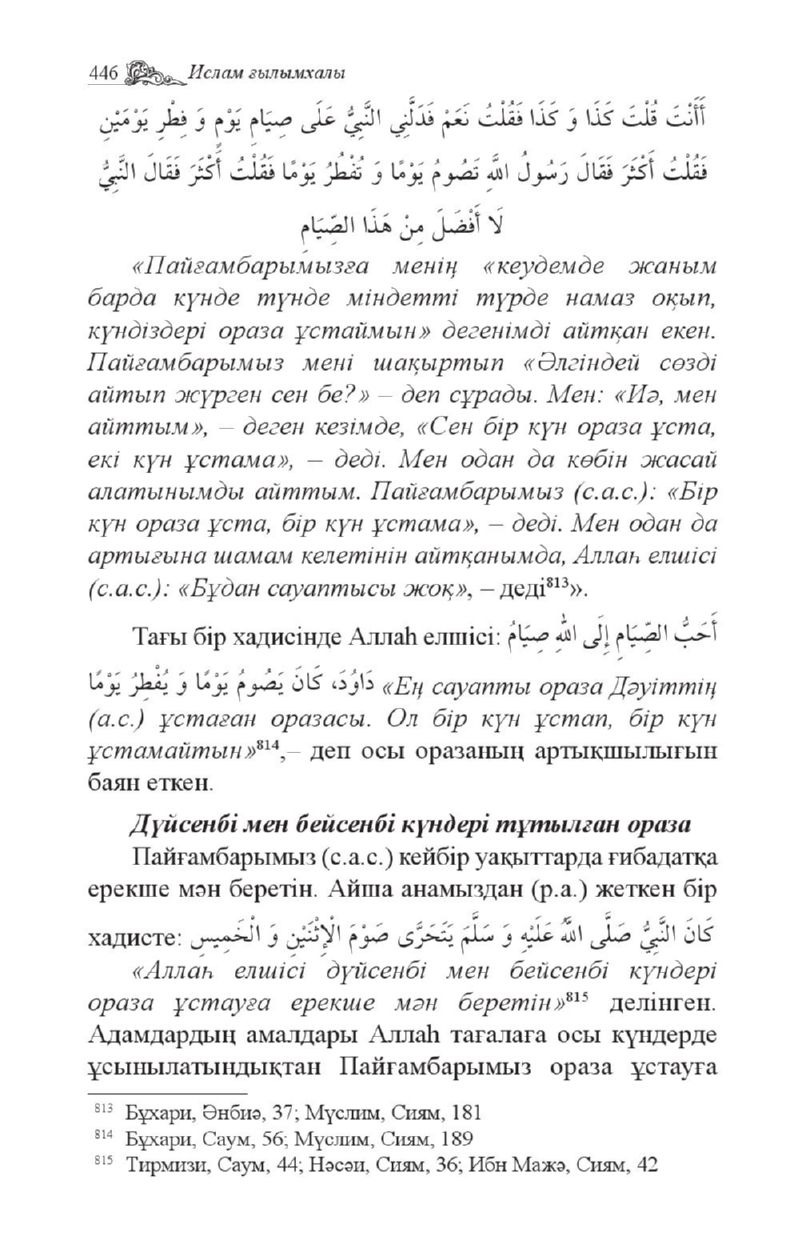 446 Ислам ғылымхалы
أَأَنْتَ قُلْتَ كَذَا وَ كَذَا فَقُلْتُ نَعَمْ فَدَلَّنِي النَّبِيُّ عَلَى صِيَامِ يَوْمٍ وَ فِطْرِ يَوْمَيْنِ
فَقُلْتُ أَكْثَرَ فَقَالَ رَسُولُ اللَّهِ تَصُومُ يَوْمًا وَ تُفْطُرُ يَوْمًا فَقُلْتُ أَكْثَرَ فَقَالَ النَّبِيُّ
لَا أَفْضَلَ مِنْ هَذَا الصِّيَامِ
«Пайғамбарымызға менің «кеудемде жаным
барда күнде түнде міндетті түрде намаз оқып,
күндіздері ораза ұстаймын» дегенімді айтқан екен.
Пайғамбарымыз мені шақыртып «Әлгіндей сөзді
айтып жүрген сен бе?» – деп сұрады. Мен: «Иә, мен
айттым», – деген кезімде, «Сен бір күн ораза ұста,
екі күн ұстама», – деді. Мен одан да көбін жасай
алатынымды айттым. Пайғамбарымыз (с.а.с.): «Бір
күн ораза ұста, бір күн ұстама», – деді. Мен одан да
артығына шамам келетінін айтқанымда, Аллаһ елшісі
(с.а.с.): «Бұдан сауаптысы жоқ», – деді⁸¹³».
Тағы бір хадисінде Аллаһ елшісі: أَحَبُّ الصِّيَامِ إِلَى اللهِ صِيَامُ
دَاوُدَ، كَانَ يَصُومُ يَوْمًا وَ يُفْطِرُ يَوْمًا «Ең сауапты ораза Дәуіттің
(а.с.) ұстаған оразасы. Ол бір күн ұстап, бір күн
ұстамайтын»⁸¹⁴,– деп осы оразаның артықшылығын
баян еткен.
Дүйсенбі мен бейсенбі күндері тұтылған ораза
Пайғамбарымыз (с.а.с.) кейбір уақыттарда ғибадатқа
ерекше мән беретін. Айша анамыздан (р.а.) жеткен бір
хадисте: كَانَ النَّبِيُّ صَلَّى اللَّهُ عَلَيْهِ وَ سَلَّمَ يَتَحَرَّى صَوْمَ الْإِثْنَيْنِ وَ الْخَمِيسِ
«Аллаһ елшісі дүйсенбі мен бейсенбі күндері
ораза ұстауға ерекше мән беретін»⁸¹⁵ делінген.
Адамдардың амалдары Аллаһ тағалаға осы күндерде
ұсынылатындықтан Пайғамбарымыз ораза ұстауға
⁸¹³ Бұхари, Әнбиә, 37; Мүслим, Сиям, 181
⁸¹⁴ Бұхари, Саум, 56; Мүслим, Сиям, 189
⁸¹⁵ Тирмизи, Саум, 44; Нәсәи, Сиям, 36; Ибн Мажә, Сиям, 42